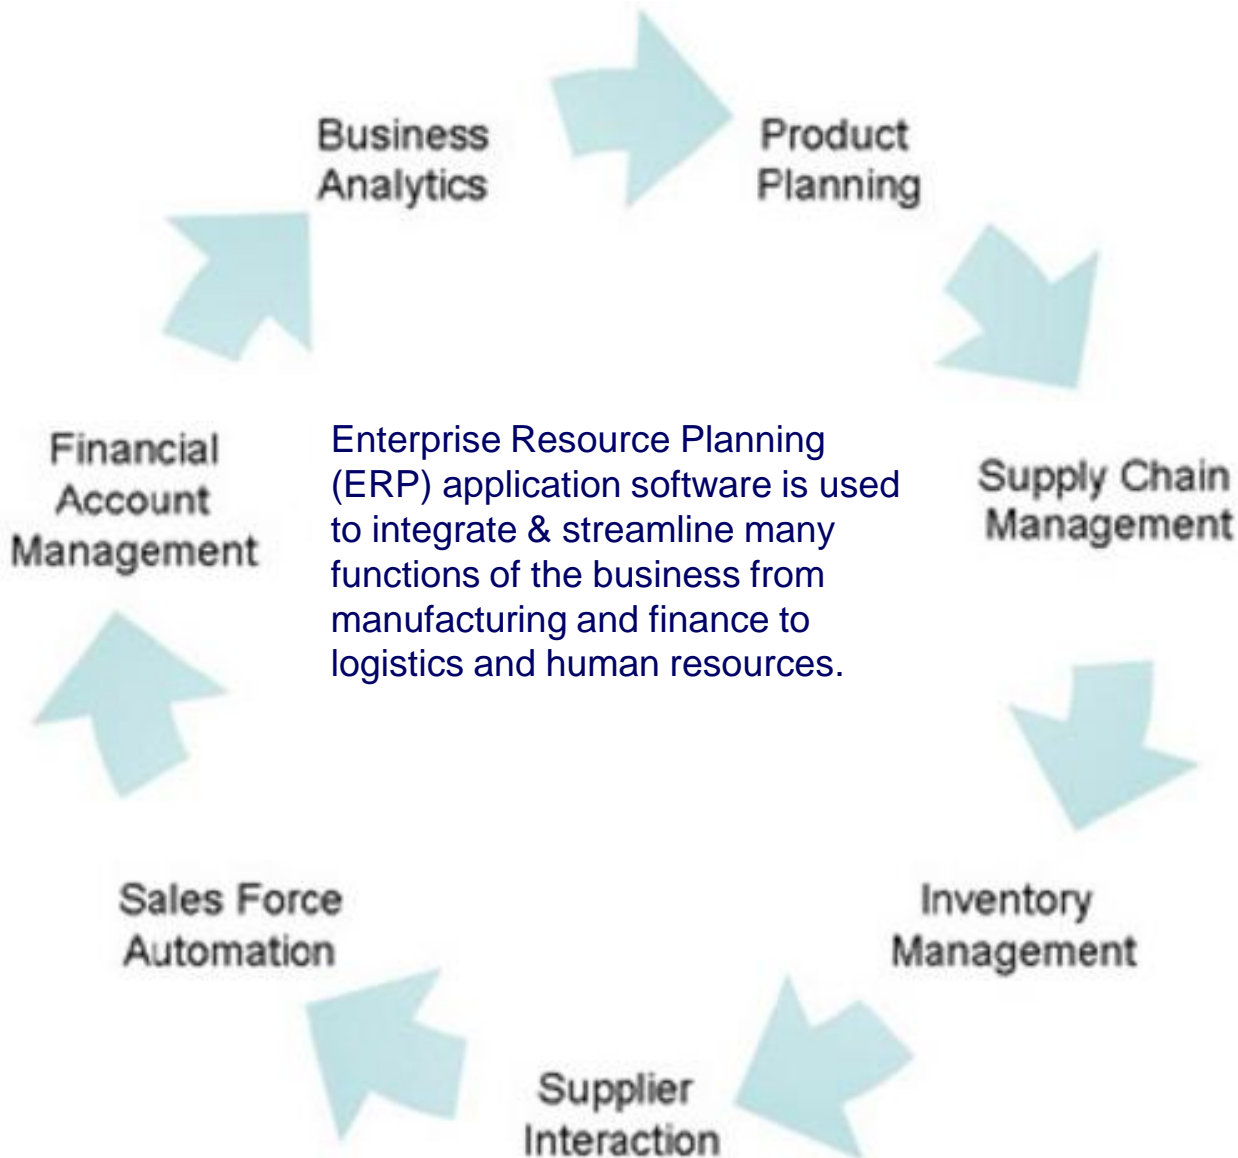 Business
Analytics
Product
Planning
Supply Chain
Management
Inventory
Management
Supplier
Interaction
Sales Force
Automation
Financial
Account
Management
Enterprise Resource Planning
(ERP) application software is used
to integrate & streamline many
functions of the business from
manufacturing and finance to
logistics and human resources.